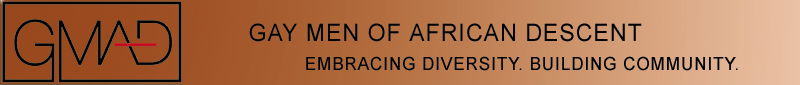 GMAD
GAY MEN OF AFRICAN DESCENT
EMBRACING DIVERSITY. BUILDING COMMUNITY.